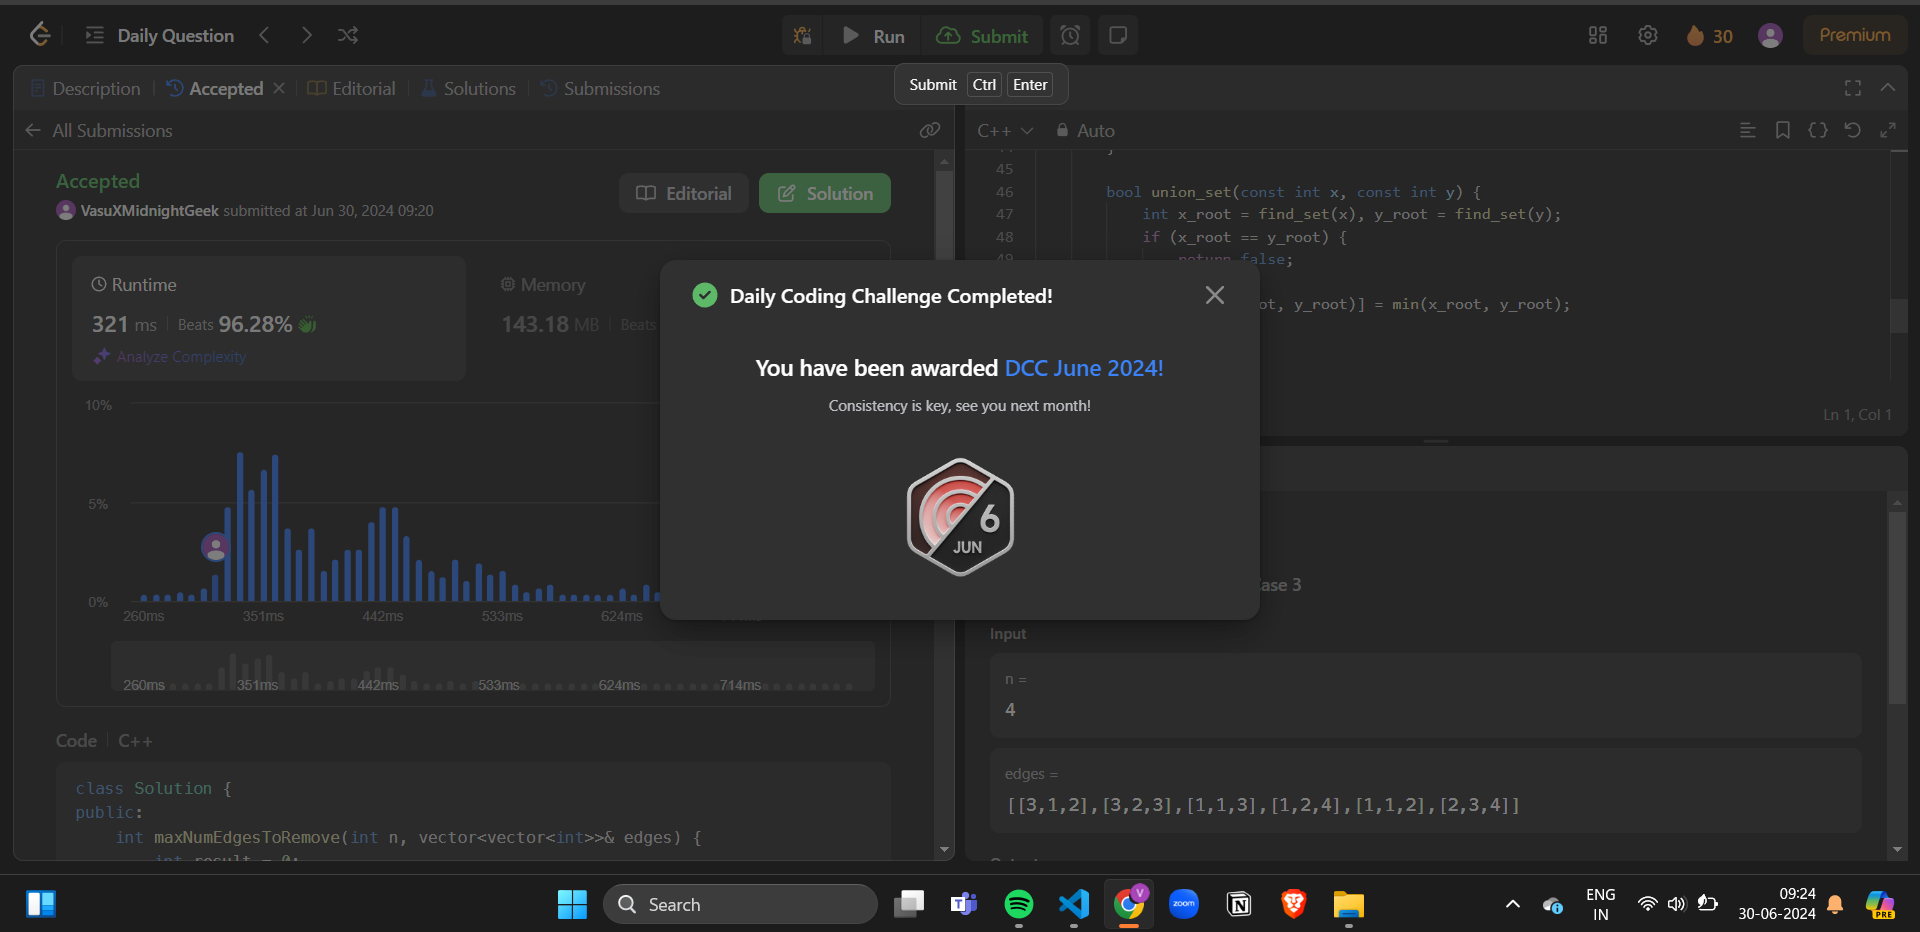 Daily Question
Run
Submit
30
Premium
Submit Ctrl Enter
Description
Accepted
Editorial
Solutions
Submissions
All Submissions
C++
Auto
Accepted
VasuXMidnightGeek submitted at Jun 30, 2024 09:20
Editorial
Solution
Runtime
321 ms
Beats 96.28%
Analyze Complexity
Memory
143.18 MB
Beats
10%
5%
0%
260ms
351ms
442ms
533ms
624ms
260ms
351ms
442ms
533ms
624ms
714ms
Code
C++
class Solution {
public:
int maxNumEdgesToRemove(int n, vector<vector<int>>& edges) {
int result = 0;
45
46 bool union_set(const int x, const int y) {
47 int x_root = find_set(x), y_root = find_set(y);
48 if (x_root == y_root) {
49 return false;
ot, y_root)] = min(x_root, y_root);
Ln 1, Col 1
Daily Coding Challenge Completed!
You have been awarded DCC June 2024!
Consistency is key, see you next month!
6
JUN
ase 3
Input
n =
4
edges =
[[3,1,2],[3,2,3],[1,1,3],[1,2,4],[1,1,2],[2,3,4]]
Search
T
V
zoom
N
ENG
IN
09:24
30-06-2024
PRE